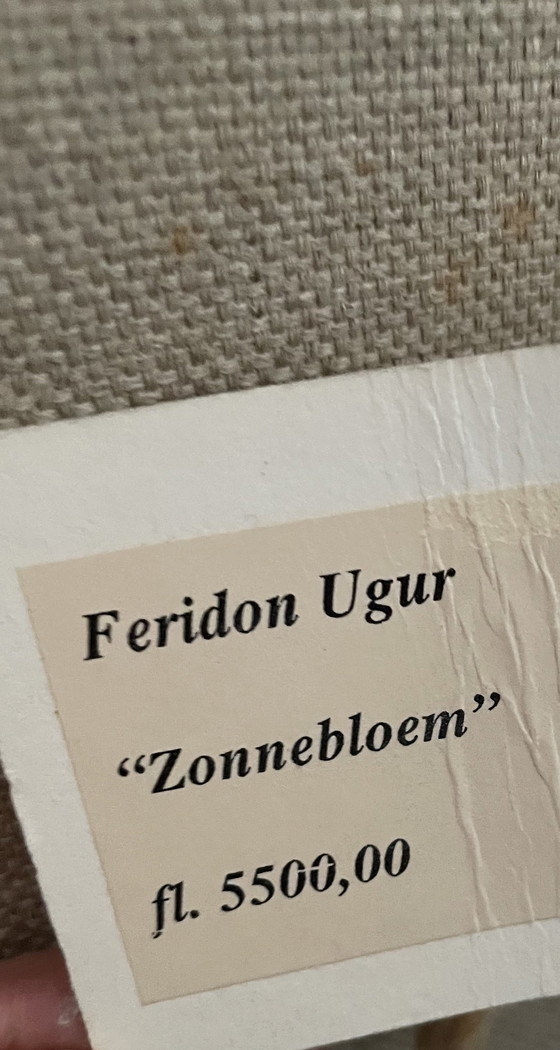 Feridon Ugur
“Zonnebloem”
fl. 5500,00